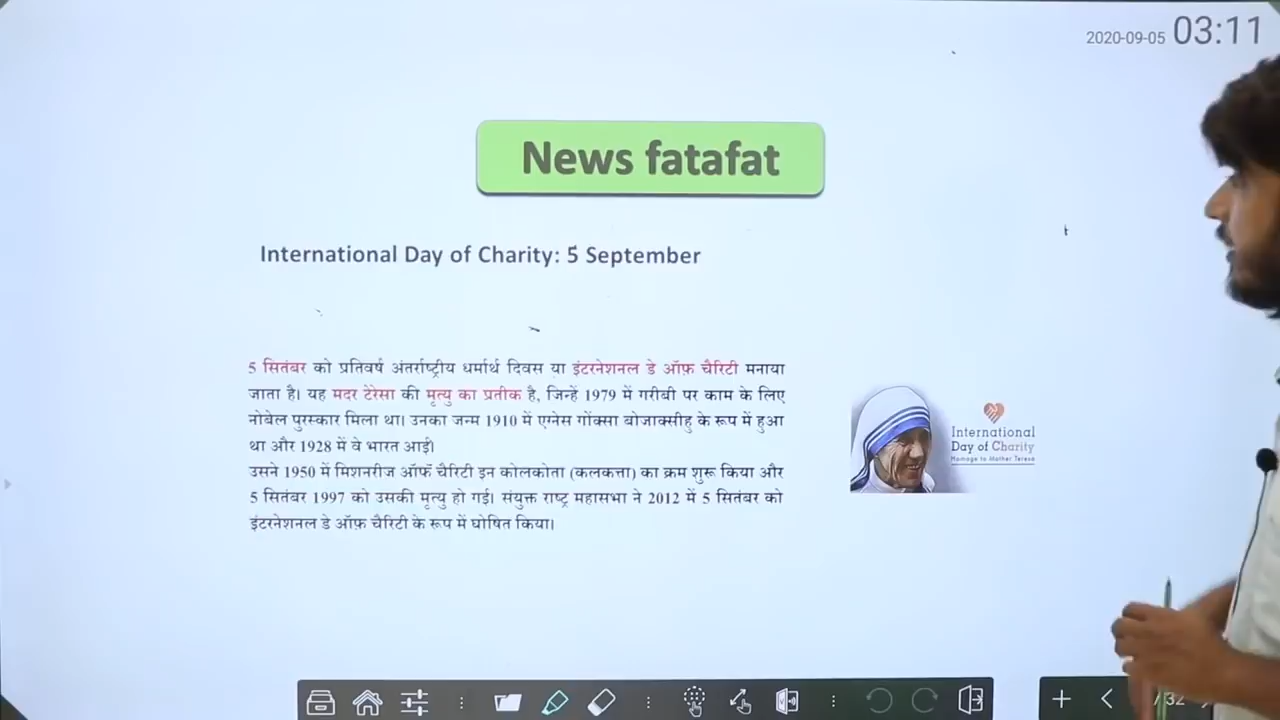 2020-09-05 03:11
News fatafat
International Day of Charity: 5 September
5 सितंबर को प्रतिवर्ष अंतर्राष्ट्रीय धर्मार्थ दिवस या इंटरनेशनल डे ऑफ़ चैरिटी मनाया
जाता है। यह मदर टेरेसा की मृत्यु का प्रतीक है, जिन्हें 1979 में गरीबी पर काम के लिए
नोबेल पुरस्कार मिला था। उनका जन्म 1910 में एग्नेस गोंक्सा बोजाक्सीहु के रूप में हुआ
था और 1928 में वे भारत आई।
उसने 1950 में मिशनरीज ऑफ चैरिटी इन कोलकोता (कलकत्ता) का क्रम शुरू किया और
5 सितंबर 1997 को उसकी मृत्यु हो गई। संयुक्त राष्ट्र महासभा ने 2012 में 5 सितंबर को
इंटरनेशनल डे ऑफ़ चैरिटी के रूप में घोषित किया।
International
Day of Charity
Homage to Mother Teresa
/32